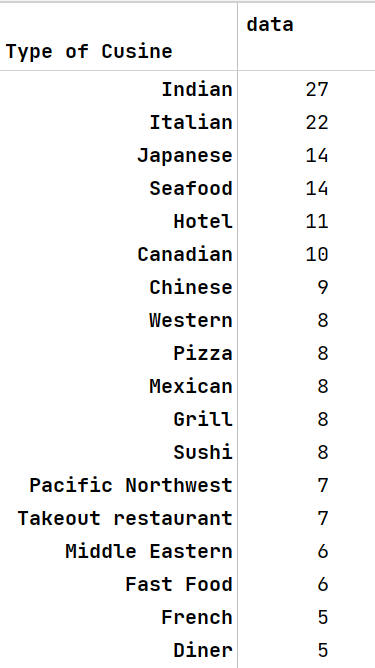 data
Type of Cusine
Indian 27
Italian 22
Japanese 14
Seafood 14
Hotel 11
Canadian 10
Chinese 9
Western 8
Pizza 8
Mexican 8
Grill 8
Sushi 8
Pacific Northwest 7
Takeout restaurant 7
Middle Eastern 6
Fast Food 6
French 5
Diner 5